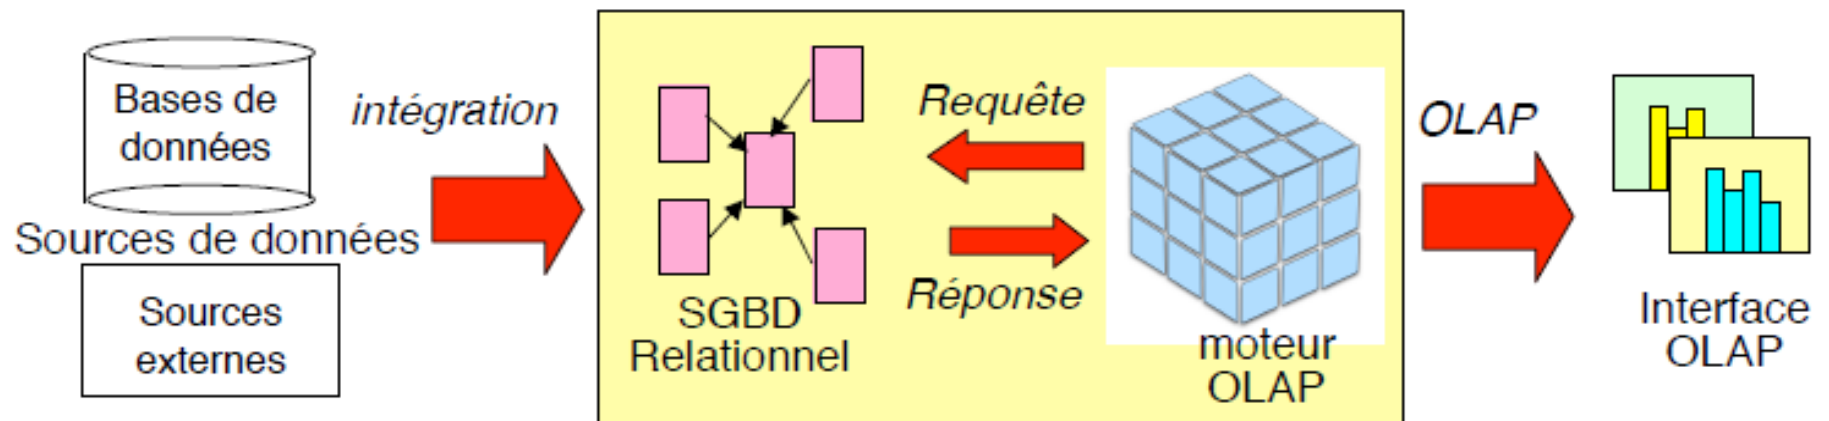 Bases de
données
Sources de données
Sources
externes
intégration
SGBD
Relationnel
Requête
Réponse
moteur
OLAP
OLAP
Interface
OLAP